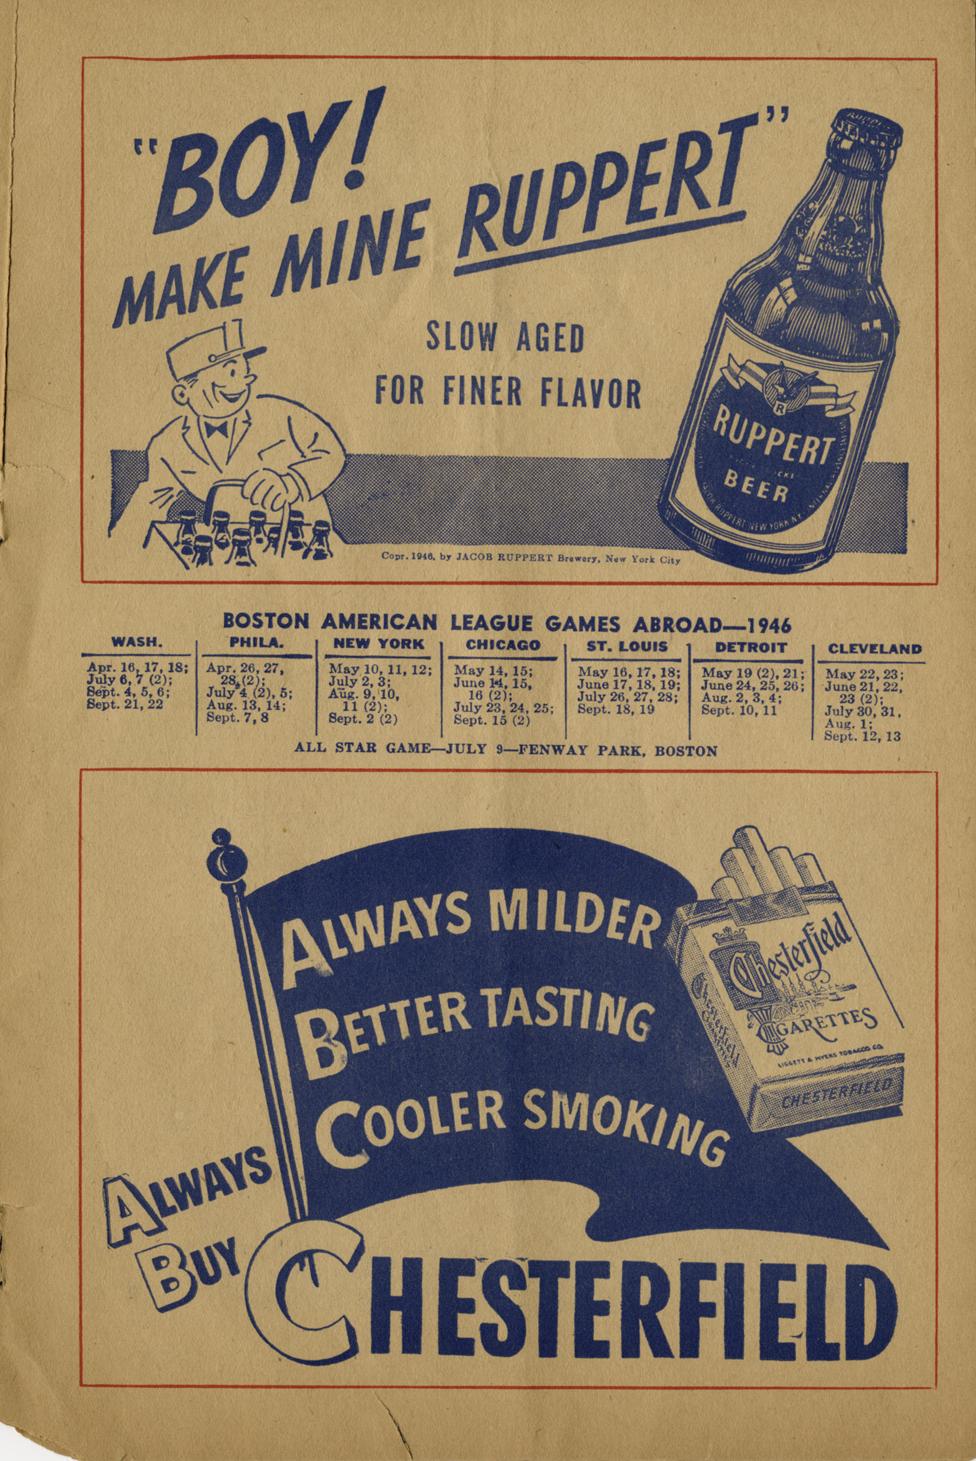 "BOY!
MAKE MINE RUPPERT"
SLOW AGED
FOR FINER FLAVOR
R
RUPPERT
BEER
Copr. 1946, by JACOB RUPPERT Brewery, New York City
BOSTON AMERICAN LEAGUE GAMES ABROAD—1946
WASH.
Apr. 16, 17, 18;
July 6, 7 (2);
Sept. 4, 5, 6;
Sept. 21, 22
PHILA.
Apr. 26, 27,
28, (2);
July 4 (2), 5;
Aug. 13, 14;
Sept. 7, 8
NEW YORK
May 10, 11, 12;
July 2, 3;
Aug. 9, 10,
11 (2);
Sept. 2 (2)
CHICAGO
May 14, 15;
June 14, 15,
16 (2);
July 23, 24, 25;
Sept. 15 (2)
ST. LOUIS
May 16, 17, 18;
June 17, 18, 19;
July 26, 27, 28;
Sept. 18, 19
DETROIT
May 19 (2), 21;
June 24, 25, 26;
Aug. 2, 3, 4;
Sept. 10, 11
CLEVELAND
May 22, 23;
June 21, 22,
23 (2);
July 30, 31,
Aug. 1;
Sept. 12, 13
ALL STAR GAME—JULY 9—FENWAY PARK, BOSTON
ALWAYS MILDER
BETTER TASTING
COOLER SMOKING
Chesterfield
CIGARETTES
LIGGETT & MYERS TOBACCO CO.
CHESTERFIELD
Chesterfield
ALWAYS
BUY
CHESTERFIELD